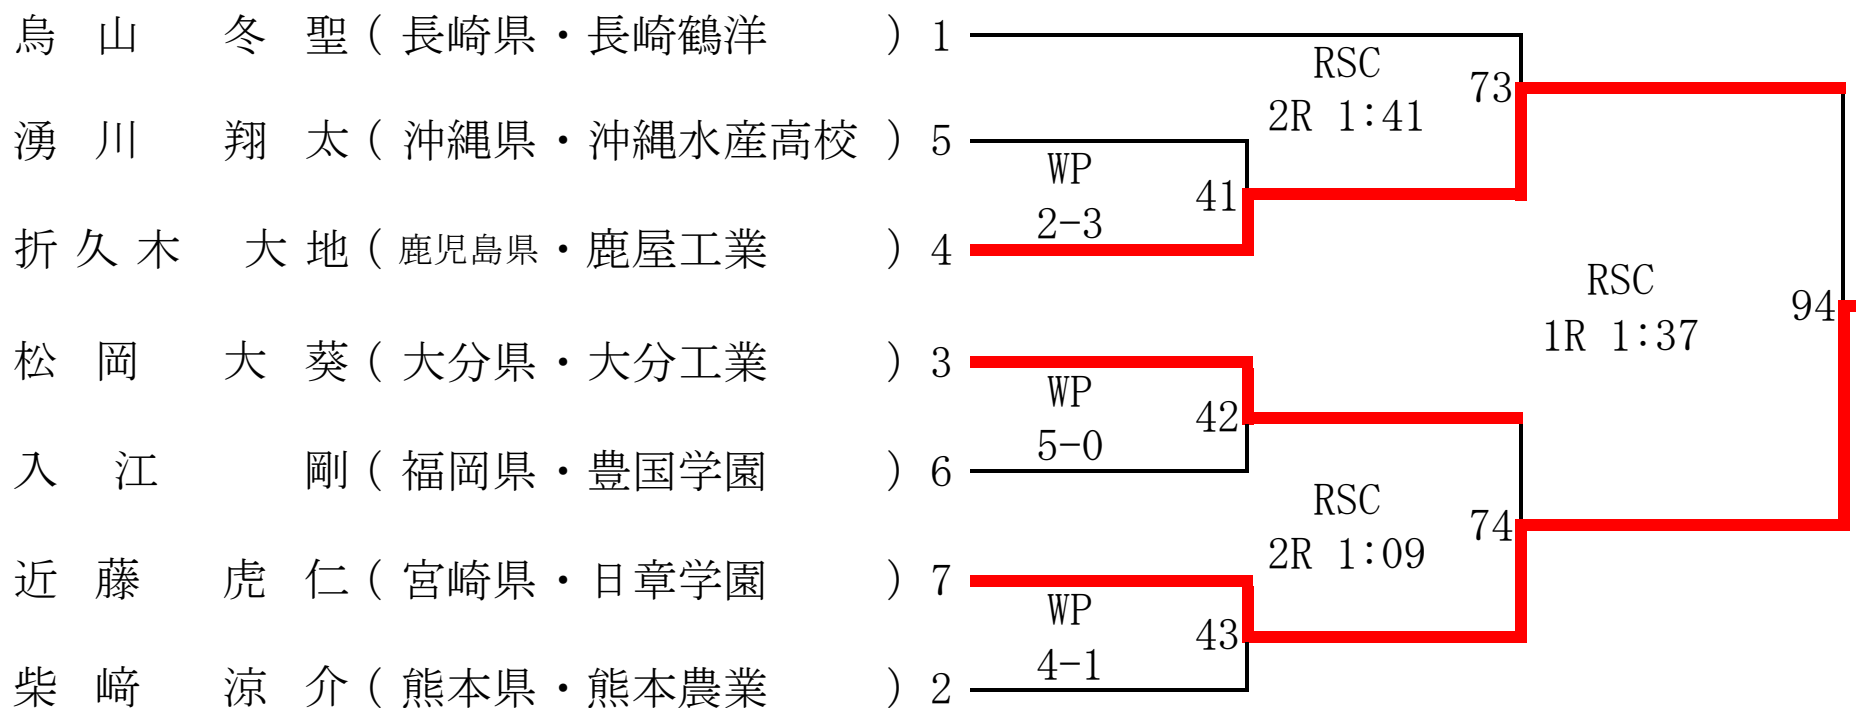 烏山 冬聖(長崎県・長崎鶴洋)1
RSC
2R 1:41
73
湧川 翔太(沖縄県・沖縄水産高校)5
WP
2-3
41
折久木 大地(鹿児島県・鹿屋工業)4
RSC
1R 1:37
94
松岡 大葵(大分県・大分工業)3
WP
5-0
42
入江 剛(福岡県・豊国学園)6
RSC
2R 1:09
74
近藤 虎仁(宮崎県・日章学園)7
WP
4-1
43
柴﨑 涼介(熊本県・熊本農業)2